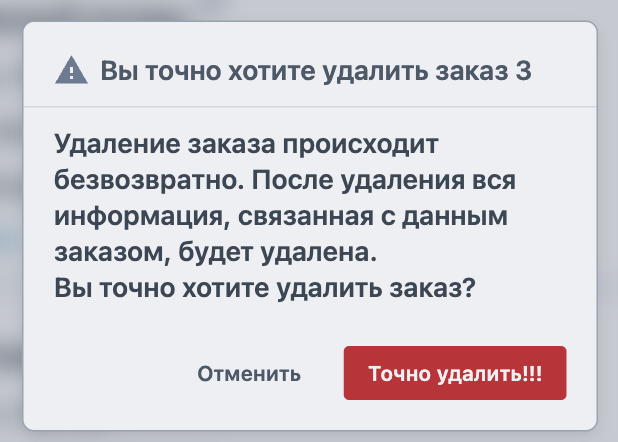 Вы точно хотите удалить заказ 3
Удаление заказа происходит
безвозвратно. После удаления вся
информация, связанная с данным
заказом, будет удалена.
Вы точно хотите удалить заказ?
Отменить
Точно удалить!!!